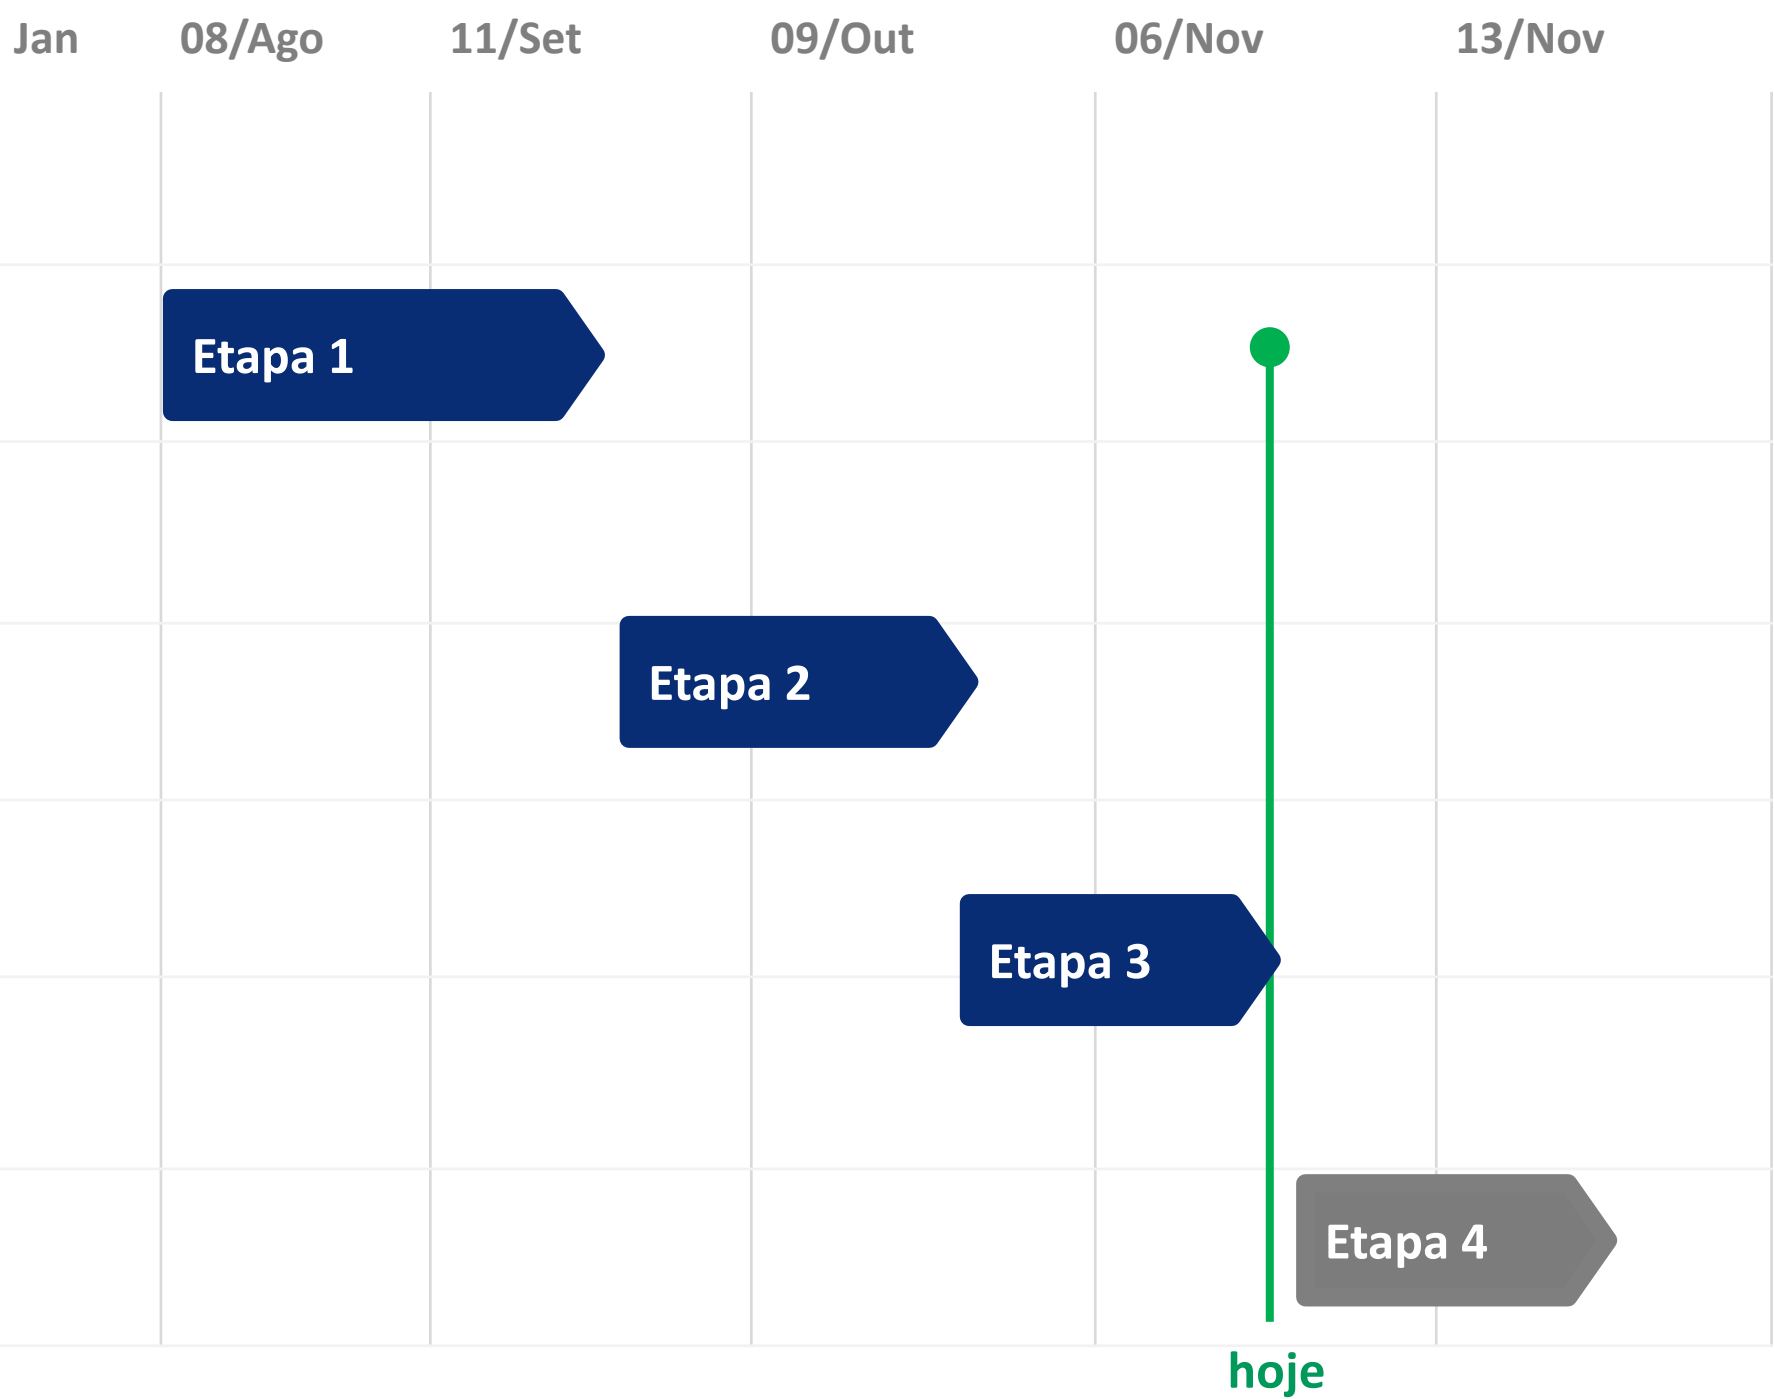 Jan 08/Ago 11/Set 09/Out 06/Nov 13/Nov
Etapa 1
Etapa 2
Etapa 3
Etapa 4
hoje